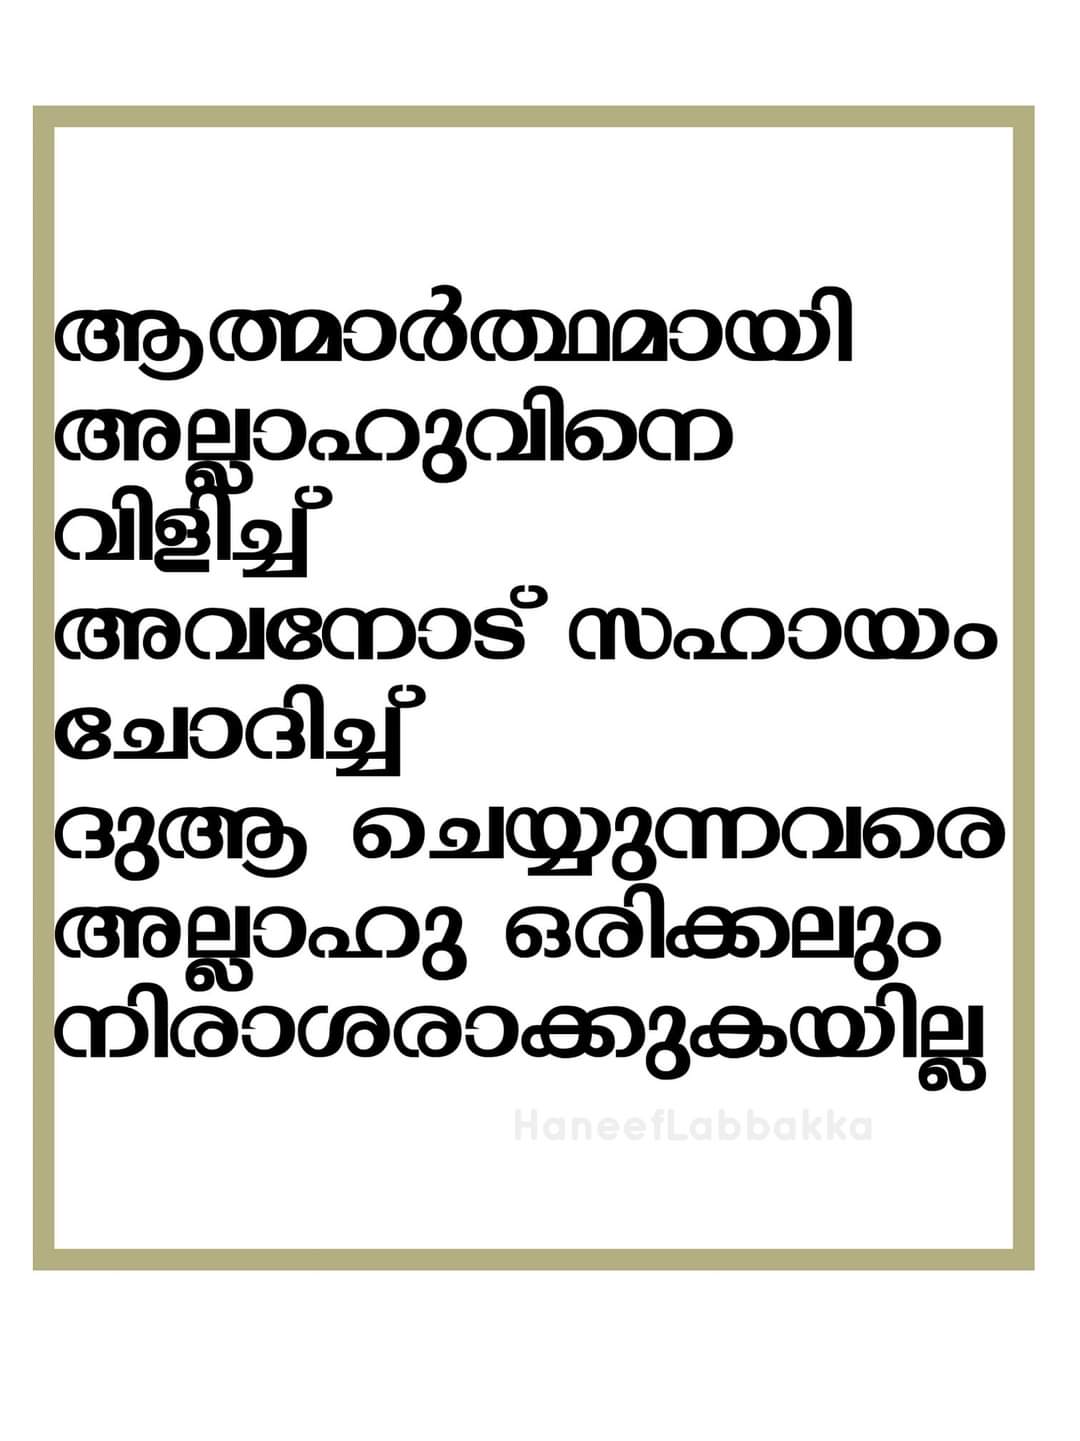 ആത്മാർത്ഥമായി
അല്ലാഹുവിനെ
വിളിച്ച്
അവനോട് സഹായം
ചോദിച്ച്
ദുആ ചെയ്യുന്നവരെ
അല്ലാഹു ഒരിക്കലും
നിരാശരാക്കുകയില്ല
HaneefLabbakka